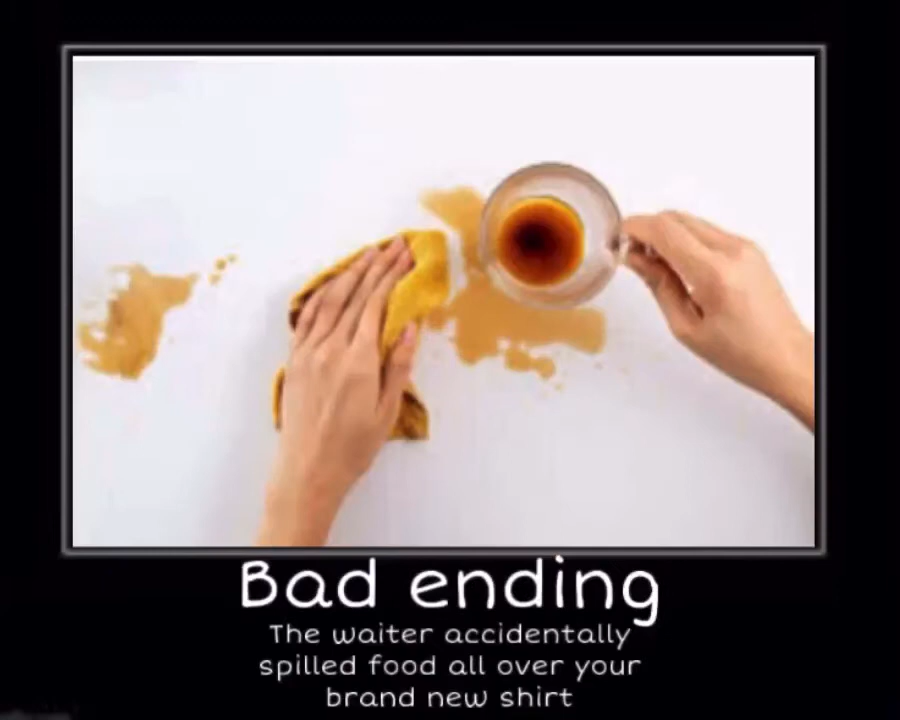 Bad ending
The waiter accidentally
spilled food all over your
brand new shirt